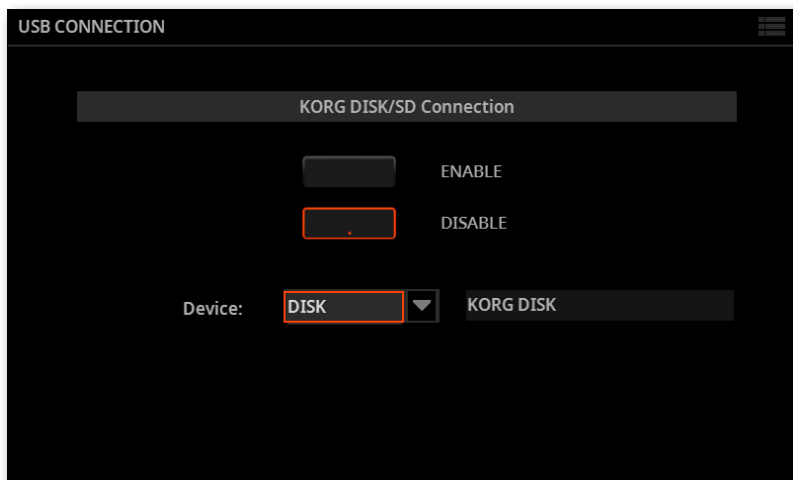 USB CONNECTION
KORG DISK/SD Connection
ENABLE
DISABLE
Device: DISK KORG DISK